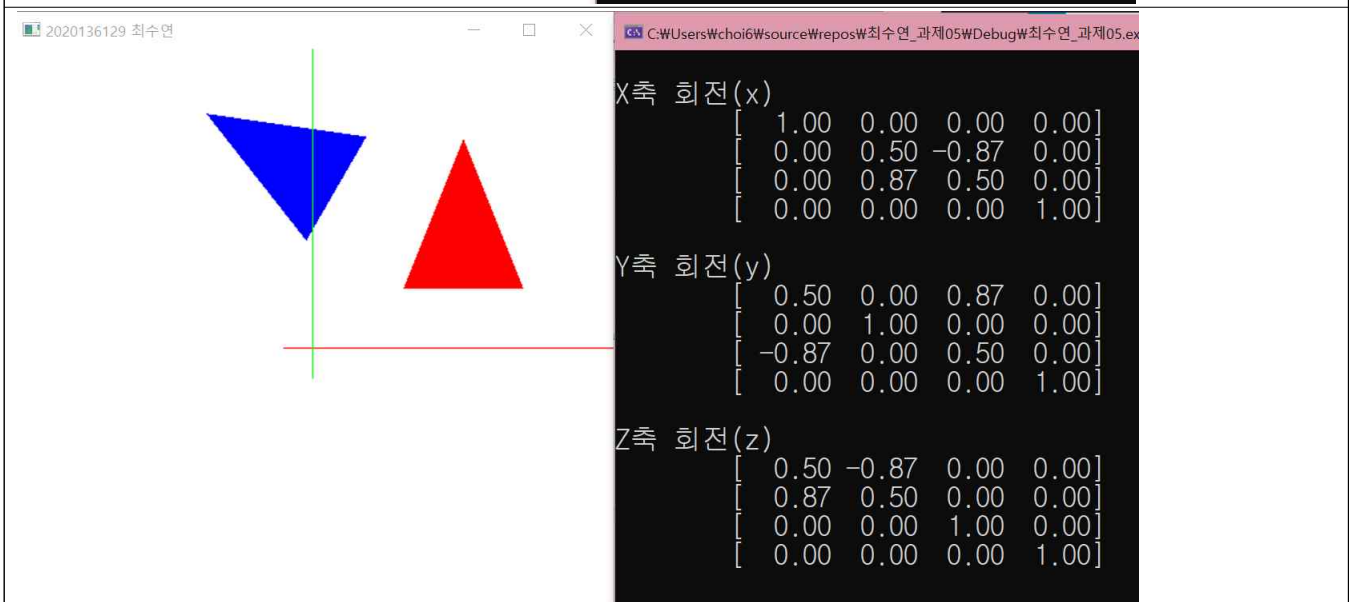 2020136129 최수연
C:₩Users₩choi6₩source₩repos₩최수연_과제05₩Debug₩최수연_과제05.ex
X축 회전(x)
[ 1.00 0.00 0.00 0.00]
[ 0.00 0.50 -0.87 0.00]
[ 0.00 0.87 0.50 0.00]
[ 0.00 0.00 0.00 1.00]
Y축 회전(y)
[ 0.50 0.00 0.87 0.00]
[ 0.00 1.00 0.00 0.00]
[ -0.87 0.00 0.50 0.00]
[ 0.00 0.00 0.00 1.00]
Z축 회전(z)
[ 0.50 -0.87 0.00 0.00]
[ 0.87 0.50 0.00 0.00]
[ 0.00 0.00 1.00 0.00]
[ 0.00 0.00 0.00 1.00]